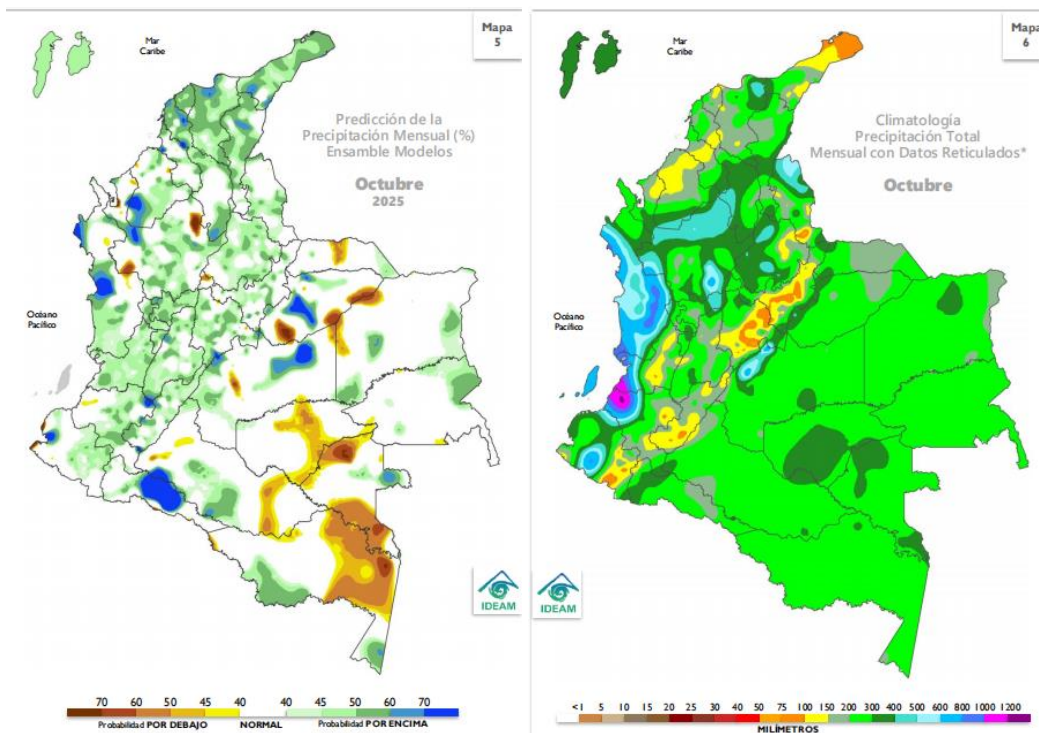 Mapa
5
Mar
Caribe
Predicción de la
Precipitación Mensual (%)
Ensamble Modelos
Octubre
2025
Océano
Pacífico
IDEAM
70 60 50 45 40 40 45 50 60 70
Probabilidad POR DEBAJO NORMAL Probabilidad POR ENCIMA
Mapa
6
Mar
Caribe
Climatología
Precipitación Total
Mensual con Datos Reticulados*
Octubre
Océano
Pacífico
IDEAM
<1 5 10 15 20 25 30 40 50 75 100 150 200 300 400 500 600 800 1000 1200
MILÍMETROS